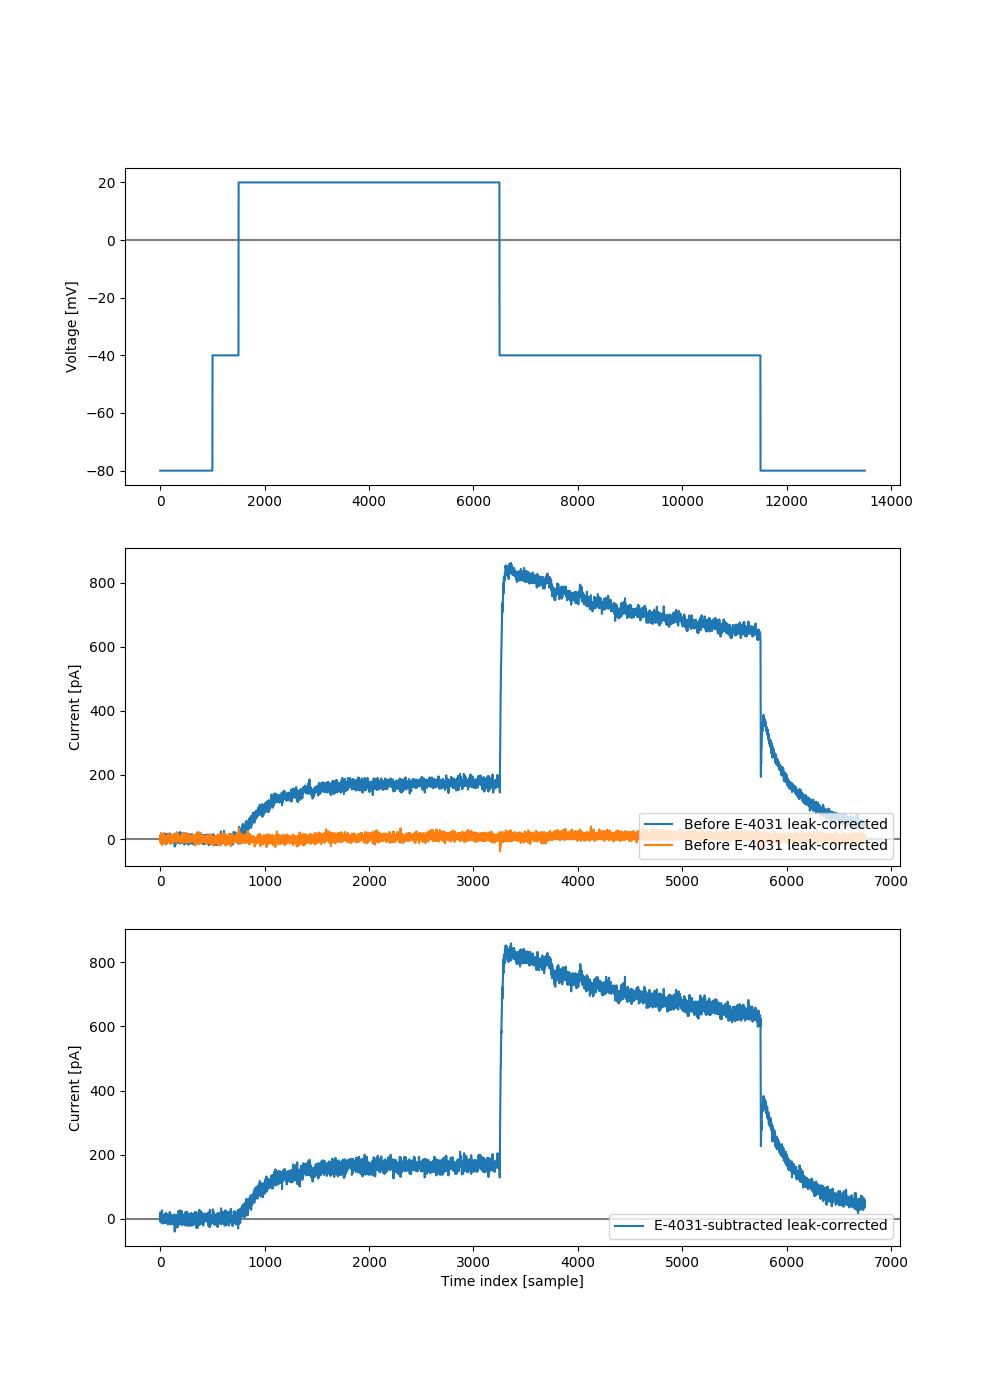 20
0
−20
−40
−60
−80
Voltage [mV]
0 2000 4000 6000 8000 10000 12000 14000
800
600
400
200
0
Current [pA]
Before E-4031 leak-corrected
Before E-4031 leak-corrected
0 1000 2000 3000 4000 5000 6000 7000
800
600
400
200
0
Current [pA]
E-4031-subtracted leak-corrected
0 1000 2000 3000 4000 5000 6000 7000
Time index [sample]